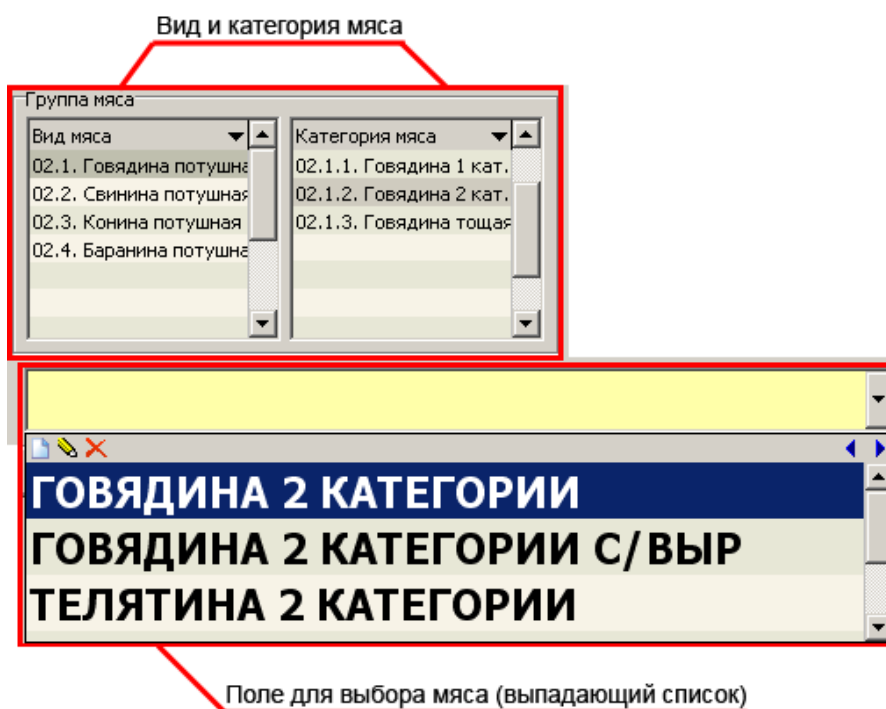 Вид и категория мяса
Группа мяса
Вид мяса
02.1. Говядина потушна
02.2. Свинина потушная
02.3. Конина потушная
02.4. Баранина потушна
Категория мяса
02.1.1. Говядина 1 кат.
02.1.2. Говядина 2 кат.
02.1.3. Говядина тощая
ГОВЯДИНА 2 КАТЕГОРИИ
ГОВЯДИНА 2 КАТЕГОРИИ С/ВЫР
ТЕЛЯТИНА 2 КАТЕГОРИИ
Поле для выбора мяса (выпадающий список)